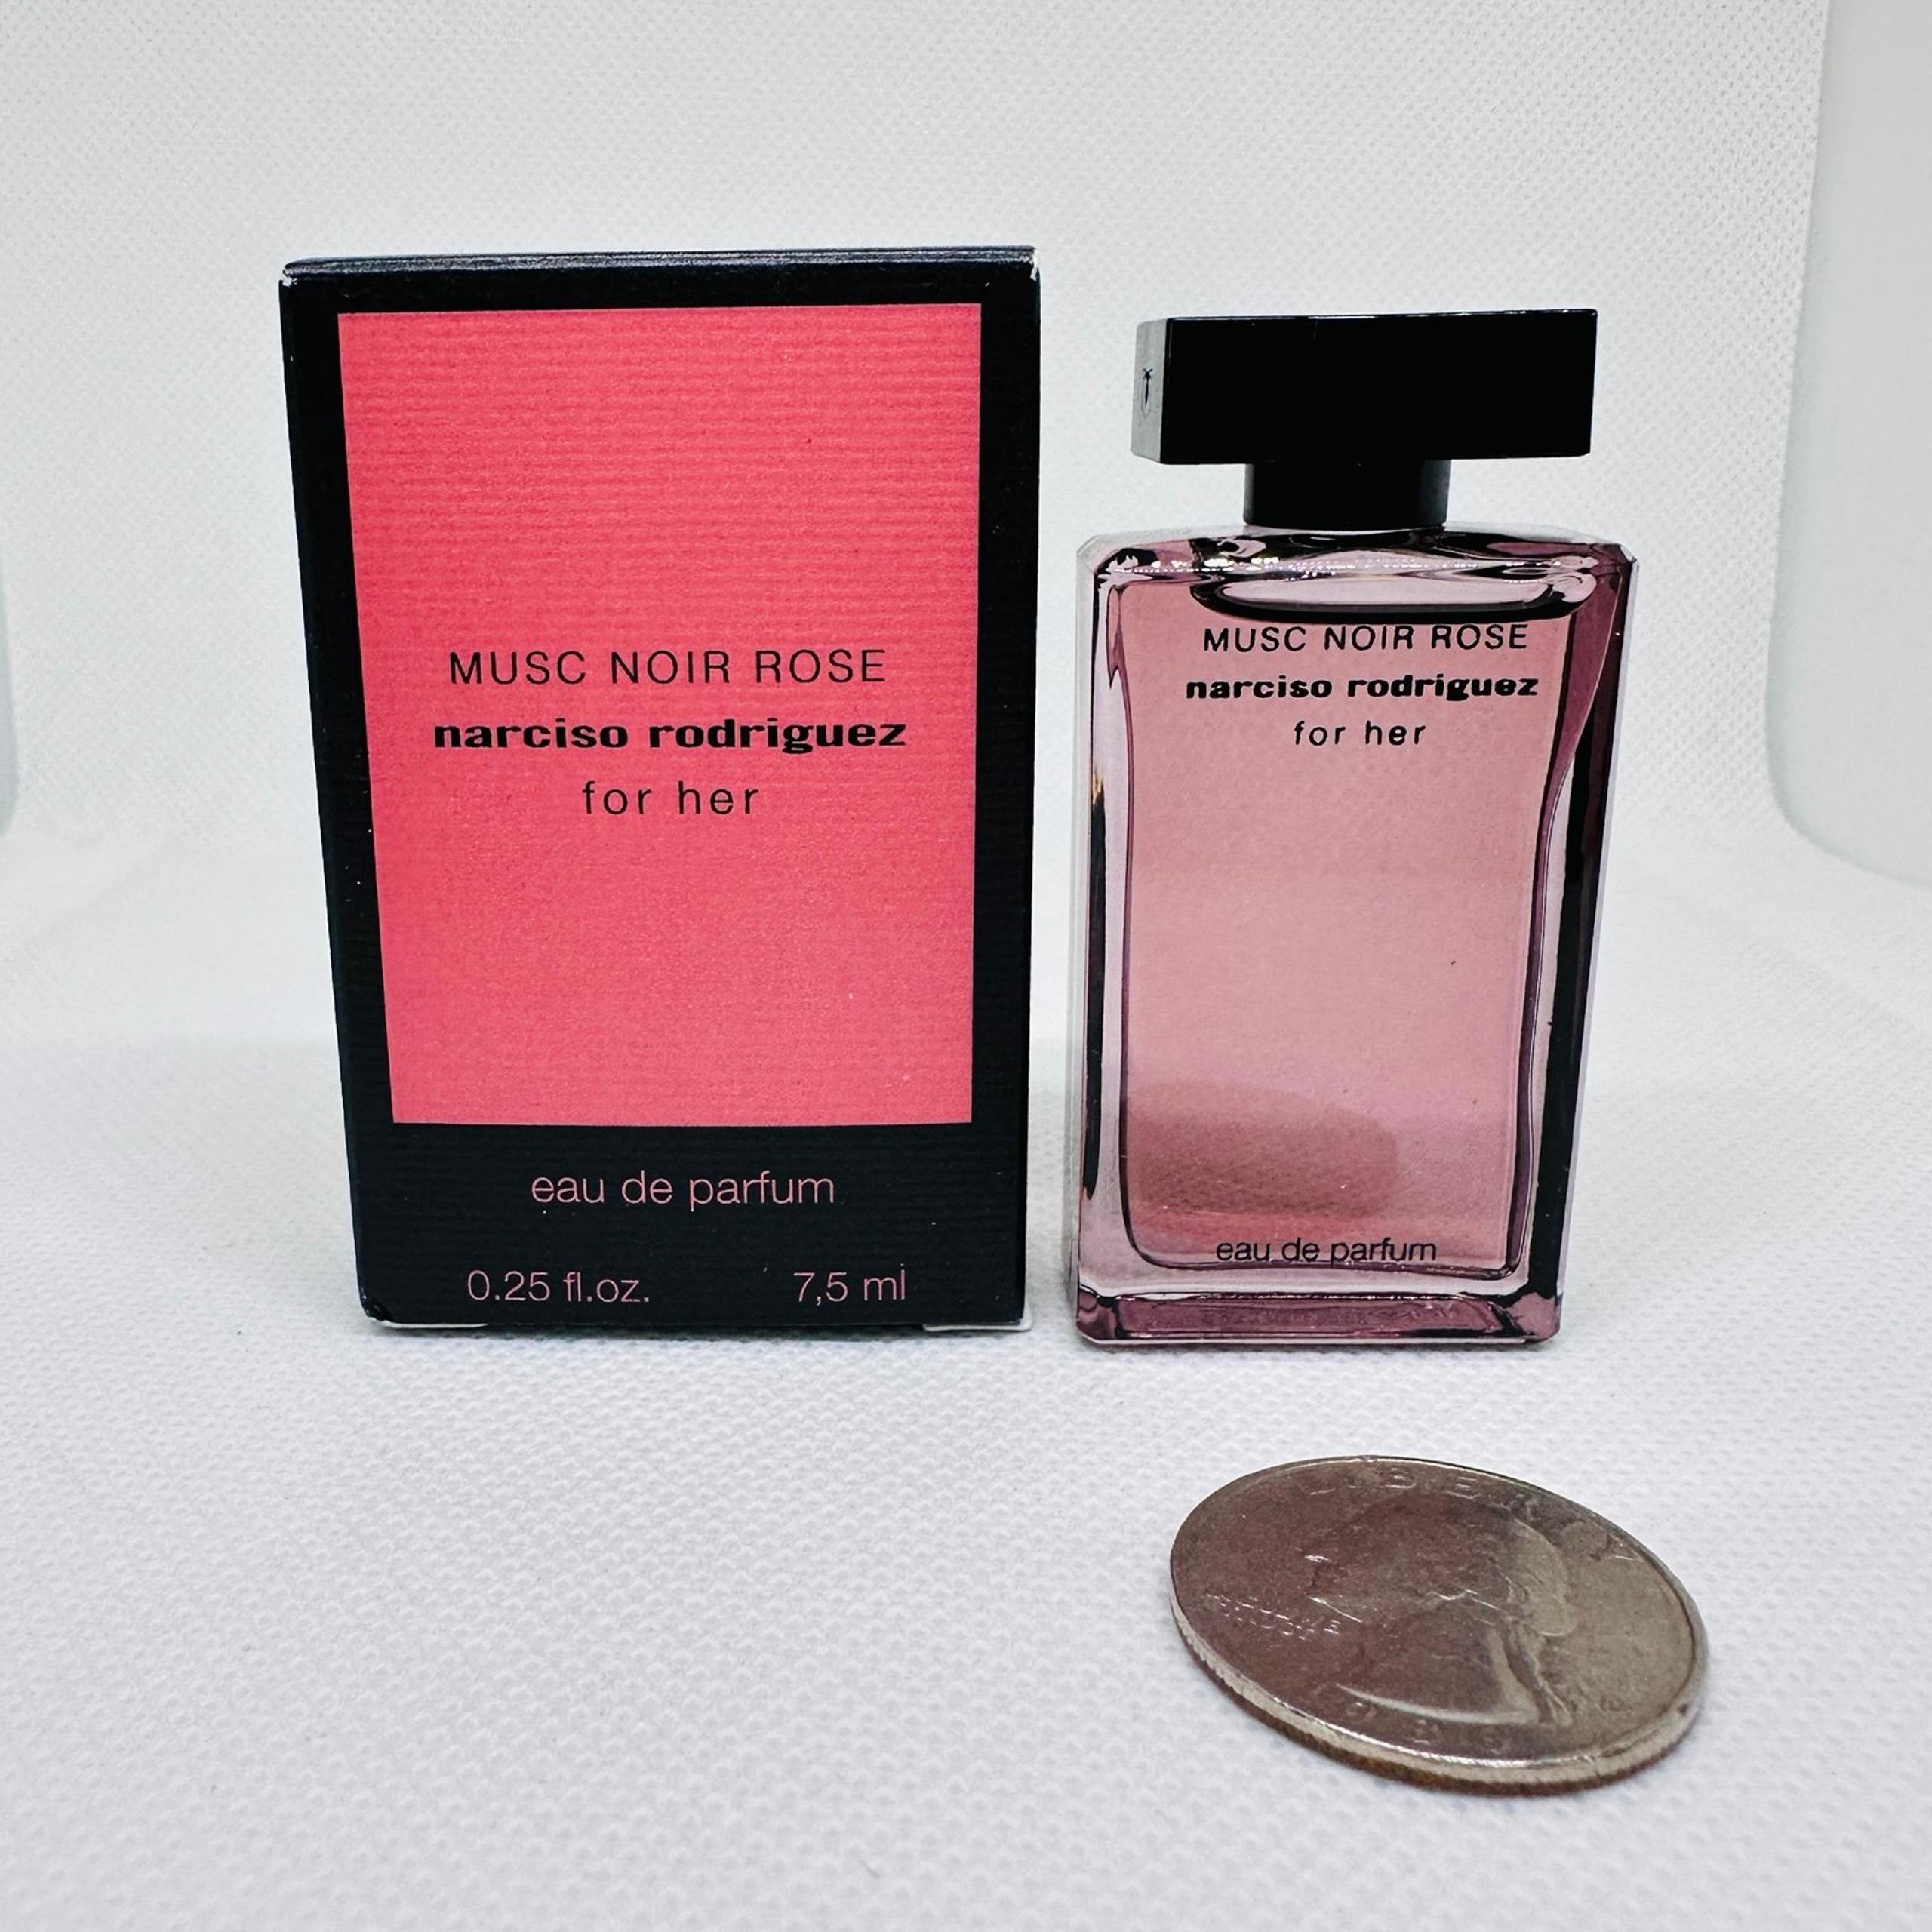 MUSC NOIR ROSE
narciso rodriguez
for her
eau de parfum
0.25 fl.oz. 7,5 ml
MUSC NOIR ROSE
narciso rodriguez
for her
eau de parfum
LIBERTY